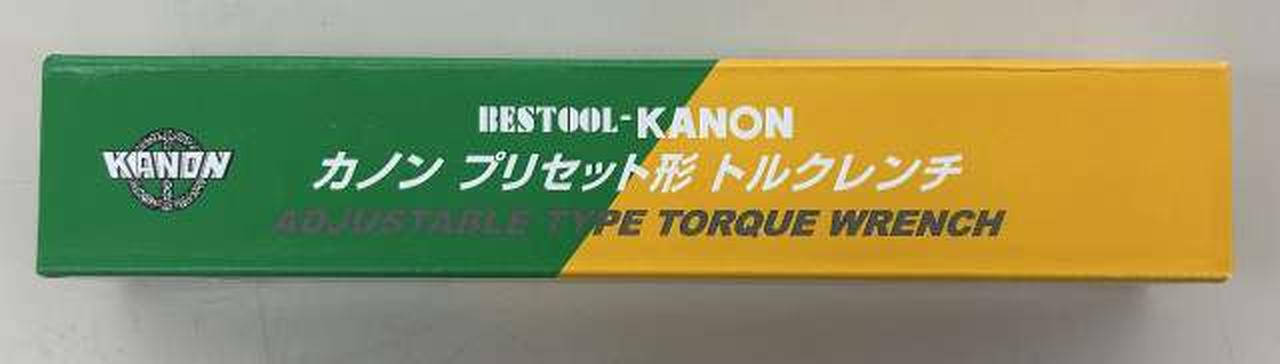 KANON
BESTOOL-KANON
カノン プリセット形 トルクレンチ
ADJUSTABLE TYPE TORQUE WRENCH